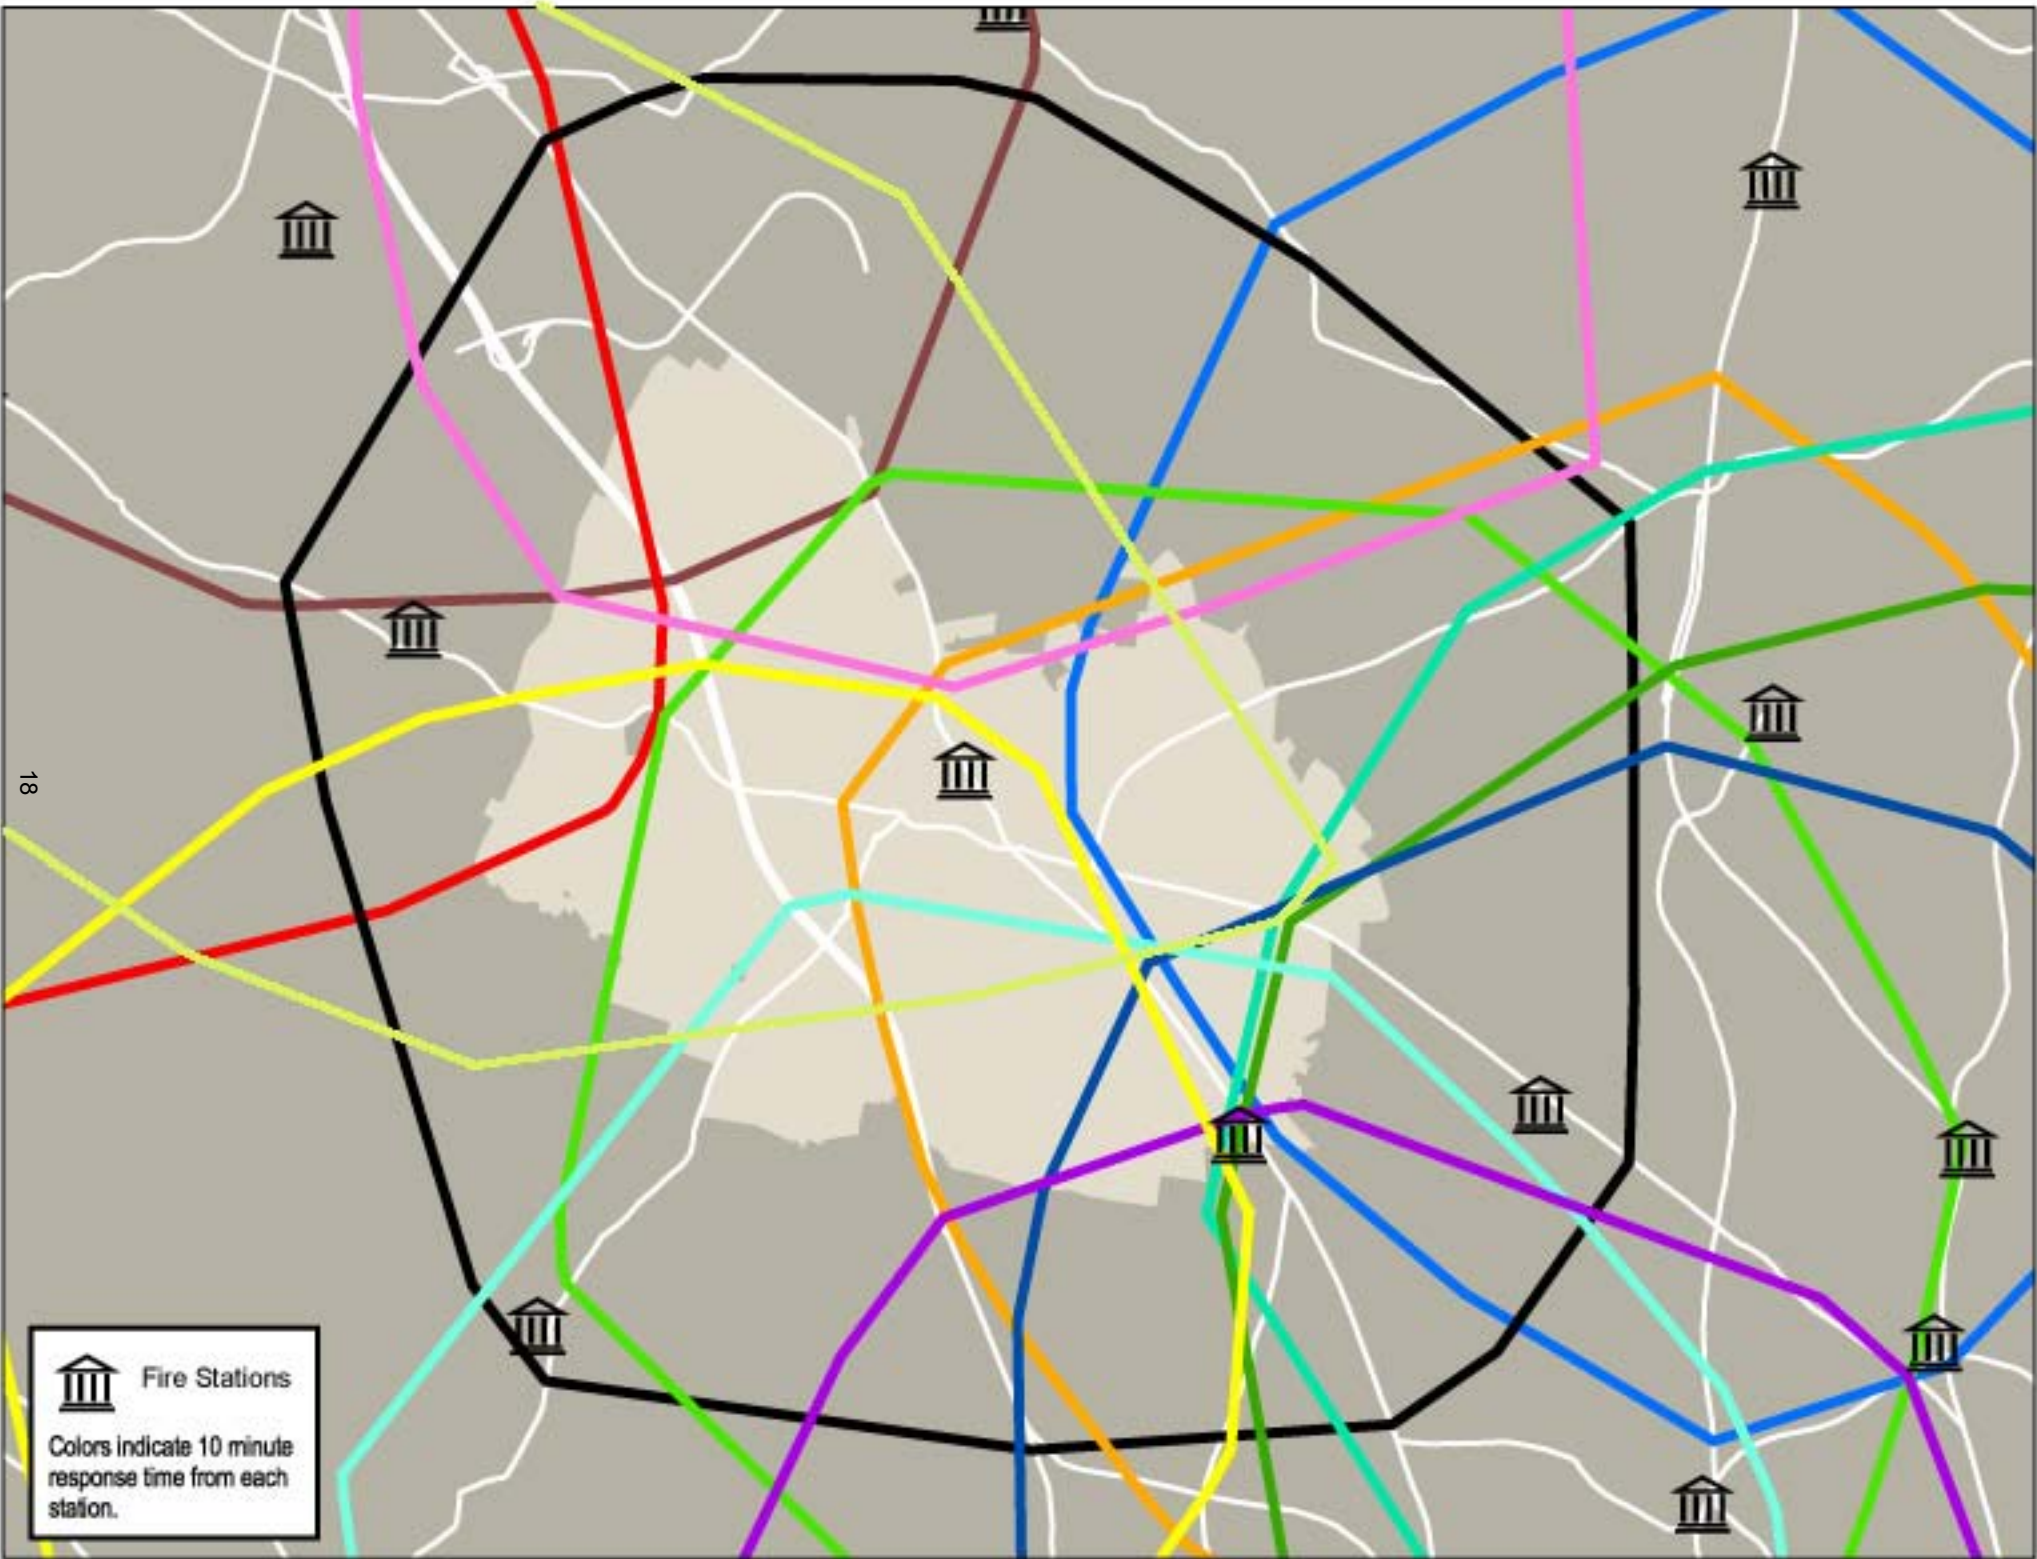 18
Fire Stations
Colors indicate 10 minute
response time from each
station.